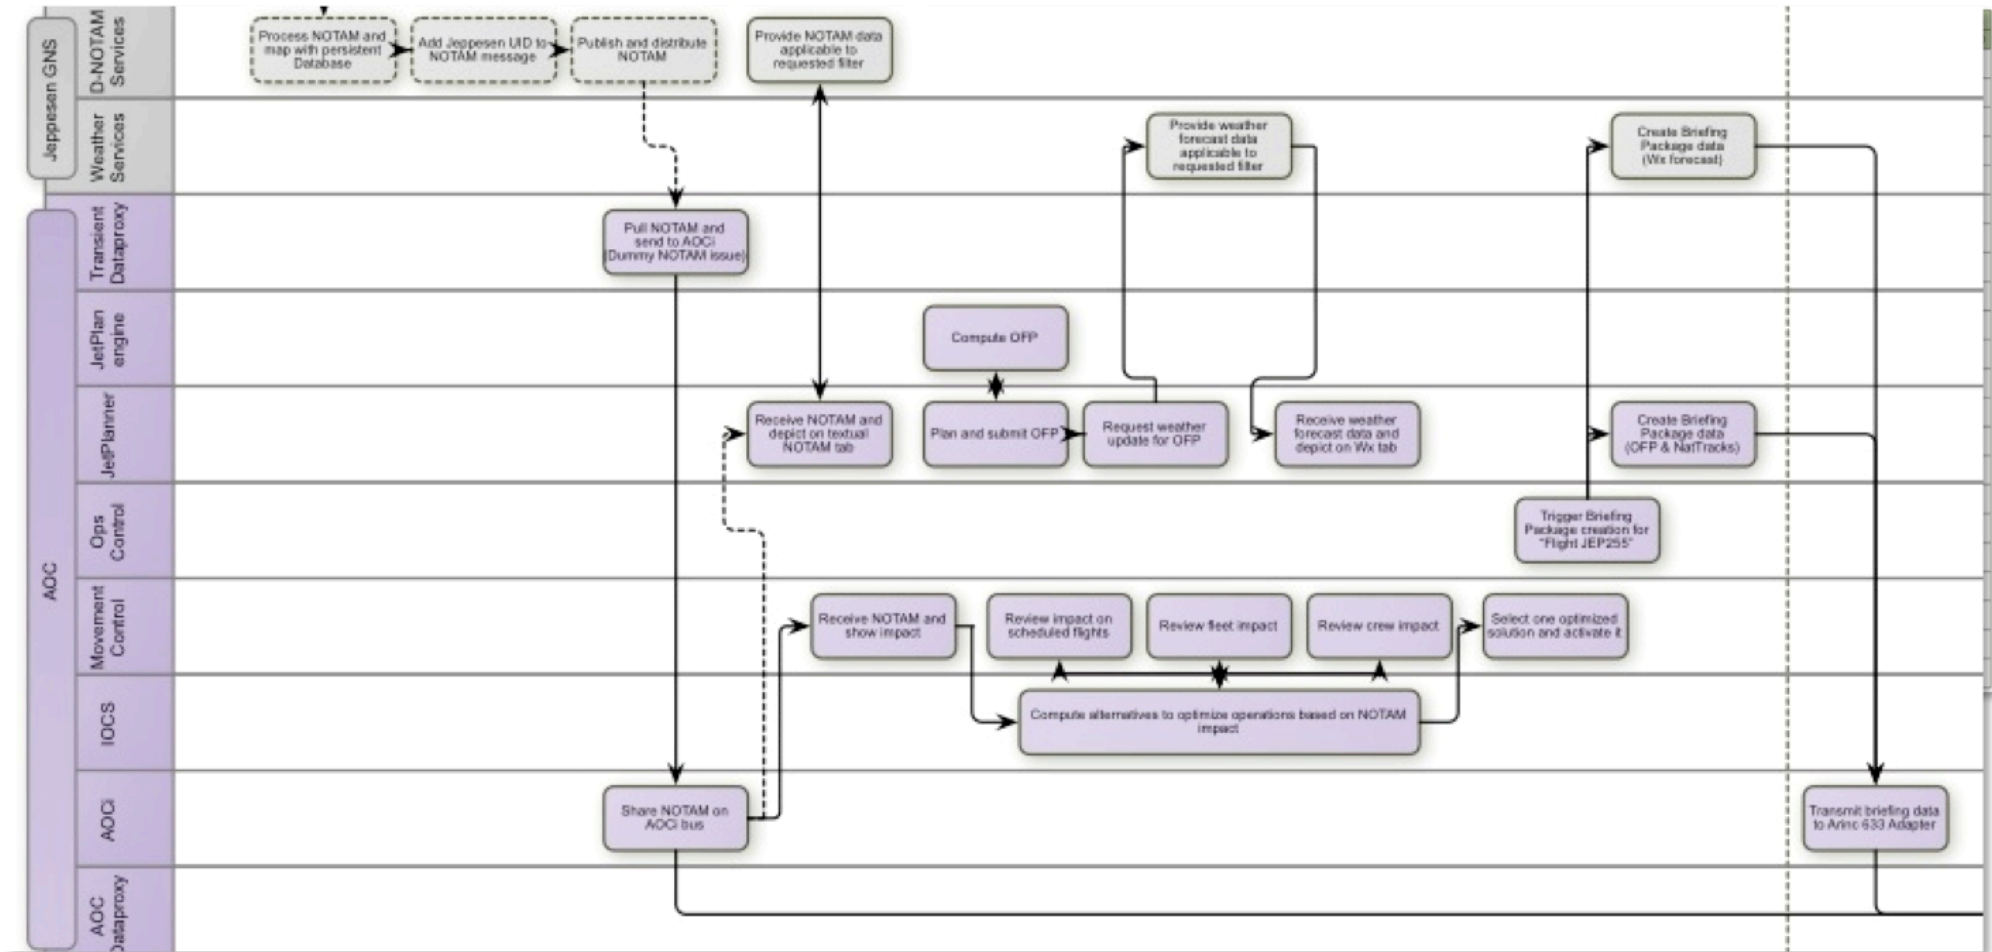 Jeppesen GNS
D-NOTAM
Services
Process NOTAM and
map with persistent
Database
Add Jeppesen UID to
NOTAM message
Publish and distribute
NOTAM
Provide NOTAM data
applicable to
requested filter
Weather
Services
Provide weather
forecast data
applicable to
requested filter
Create Briefing
Package data
(Wx forecast)
AOC
Transient
Dataproxy
Pull NOTAM and
send to AOCi
(Dummy NOTAM issue)
JetPlan
engine
Compute OFP
JetPlanner
Receive NOTAM and
depict on textual
NOTAM tab
Plan and submit OFP
Request weather
update for OFP
Receive weather
forecast data and
depict on Wx tab
Create Briefing
Package data
(OFP & NatTracks)
Ops
Control
Trigger Briefing
Package creation for
"Flight JEP255"
Movement
Control
Receive NOTAM and
show impact
Review impact on
scheduled flights
Review fleet impact
Review crew impact
Select one optimized
solution and activate it
IOCS
Compute alternatives to optimize operations based on NOTAM
impact
AOCi
Share NOTAM on
AOCi bus
Transmit briefing data
to Arinc 633 Adapter
AOC
Dataproxy